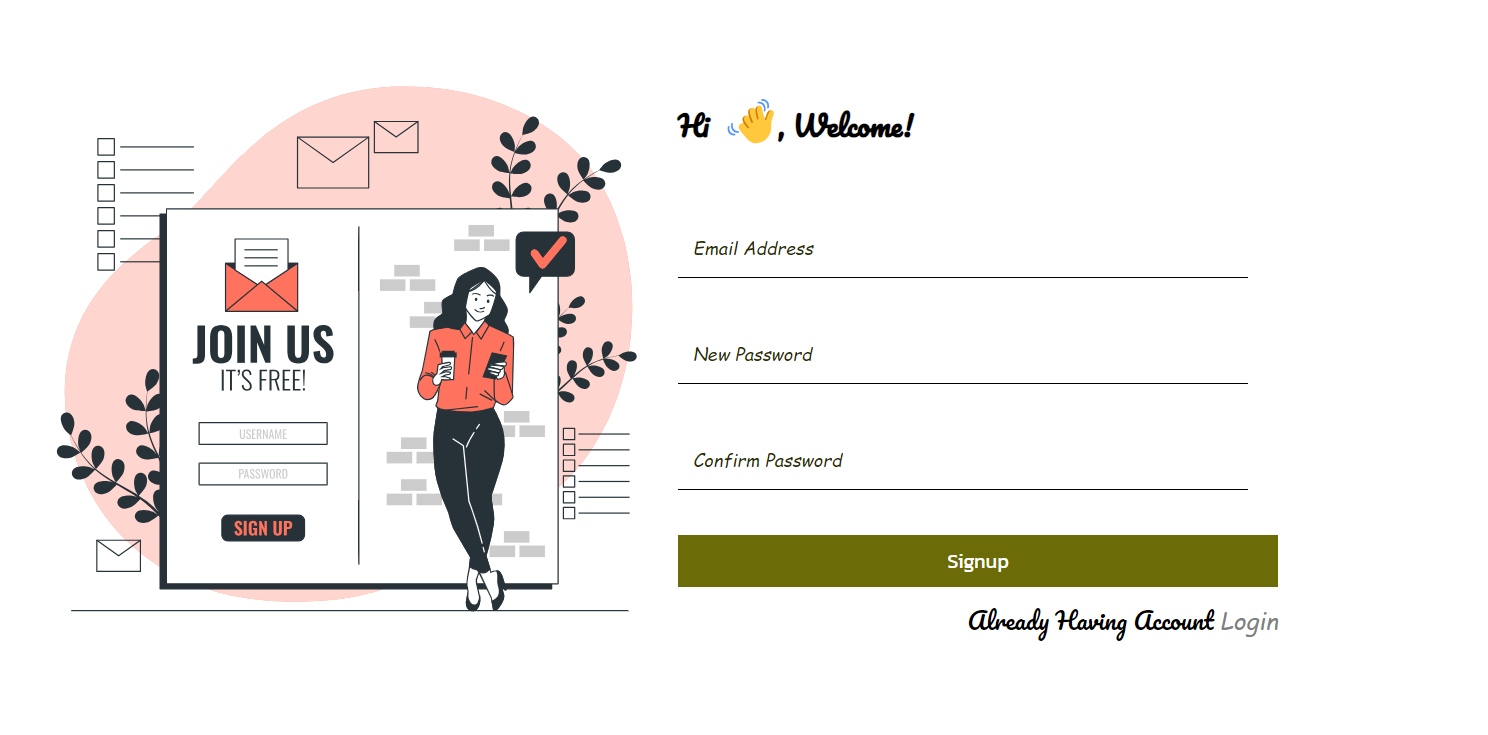 JOIN US
IT'S FREE!
USERNAME
PASSWORD
SIGN UP
Hi 👋, Welcome!
Email Address
New Password
Confirm Password
Signup
Already Having Account Login